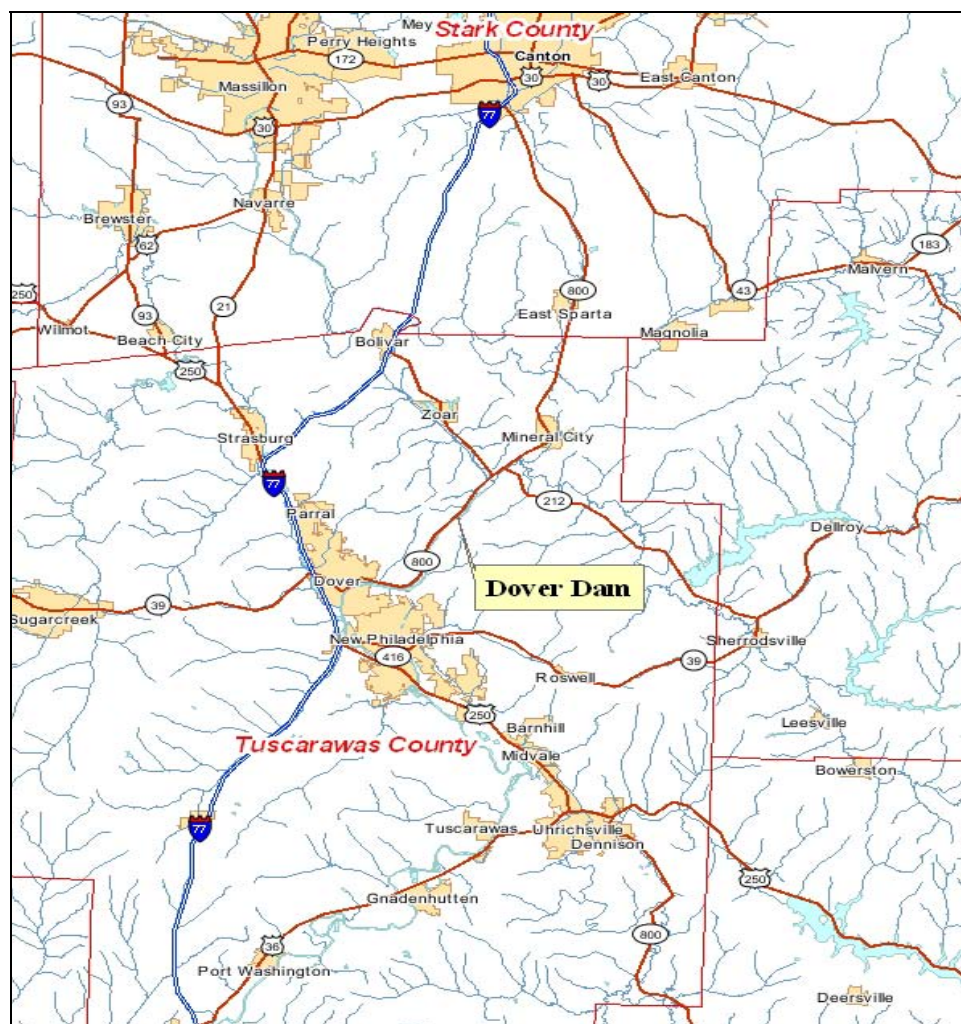 Mey
Stark County
Perry Heights
172
Canton
Massillon
30
30
East Canton
93
77
30
Navarre
Brewster
62
183
Malvern
250
43
800
21
East Sparta
93
Magnolia
Wilmot
Beach City
Bolivar
250
Zoar
Strasburg
Mineral City
77
212
Parral
Dellroy
800
Dover
Dover Dam
39
Sugarcreek
New Philadelphia
Sherrodsville
416
39
Roswell
250
Leesville
Barnhill
Tuscarawas County
Midvale
Bowerston
77
Tuscarawas
Uhrichsville
Dennison
250
Gnadenhutten
800
36
Port Washington
Deersville